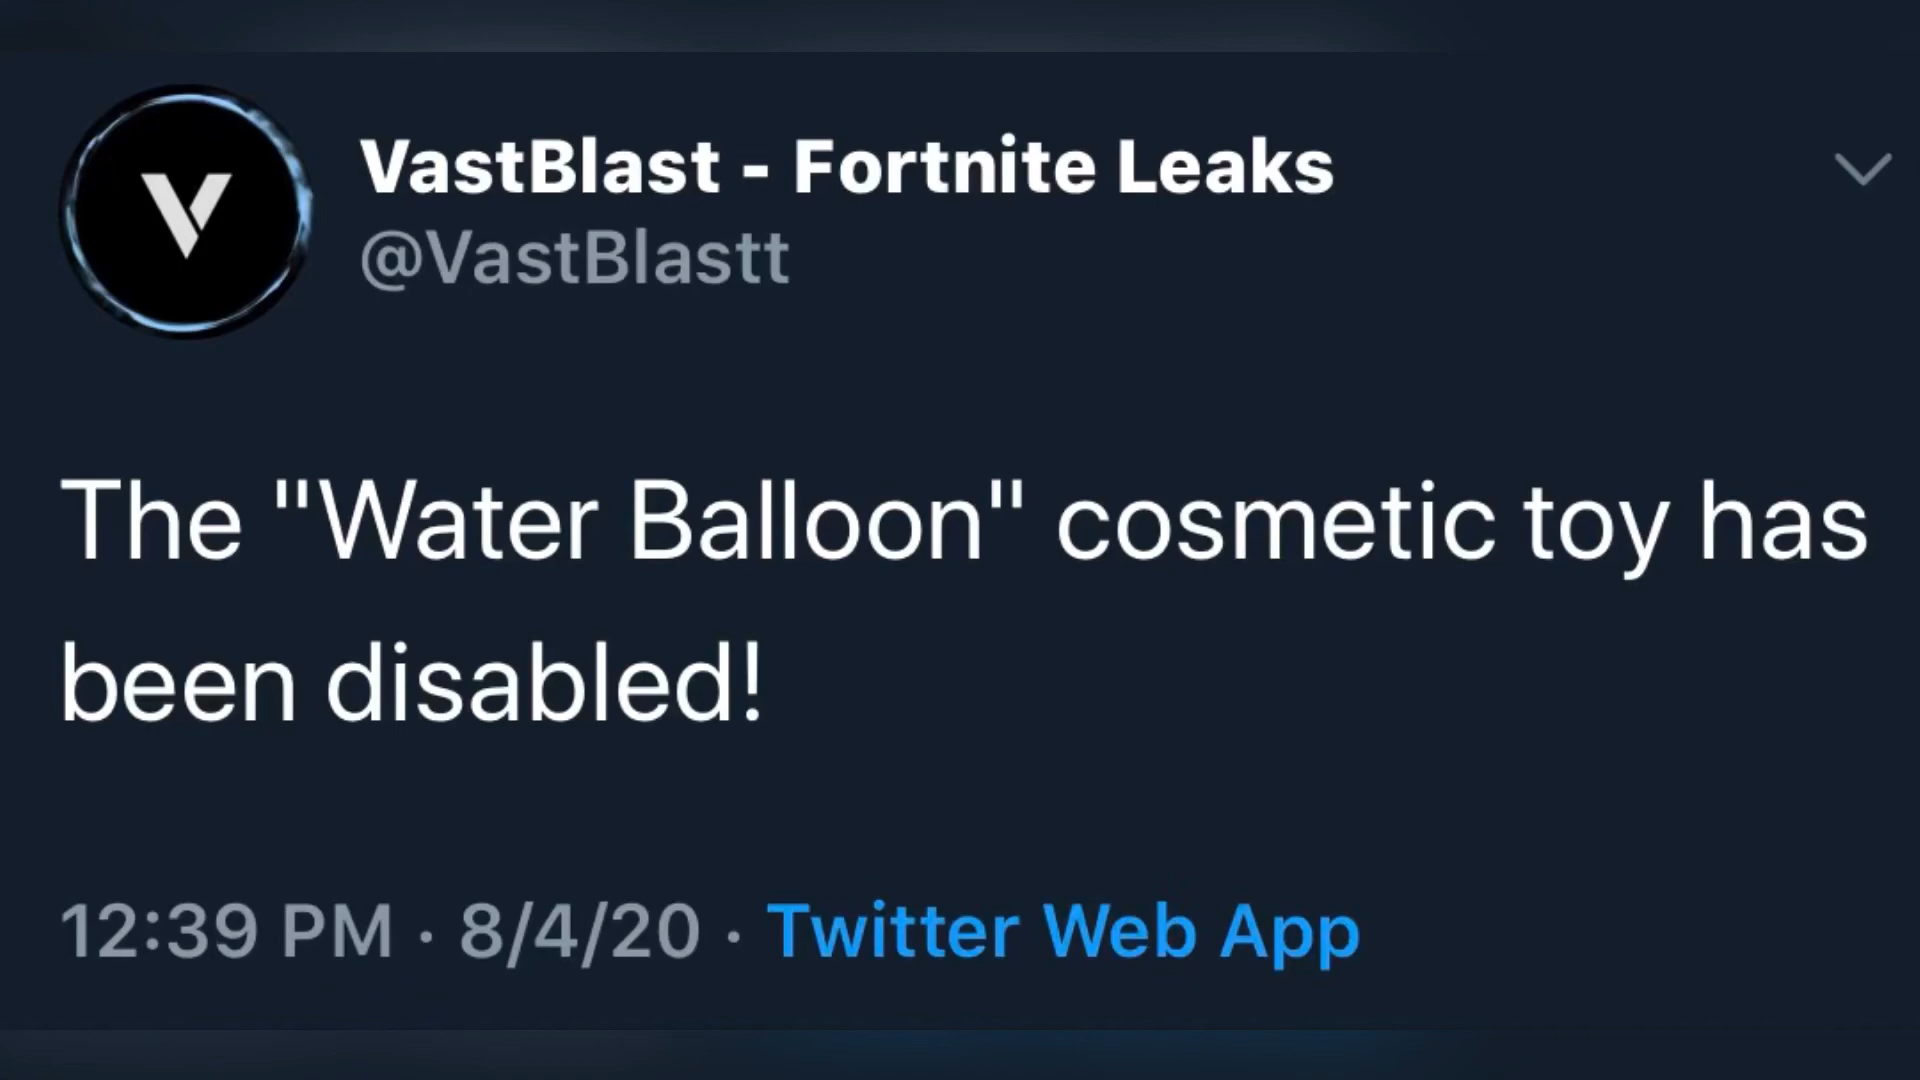 VastBlast - Fortnite Leaks
@VastBlastt
The "Water Balloon" cosmetic toy has
been disabled!
12:39 PM · 8/4/20 · Twitter Web App